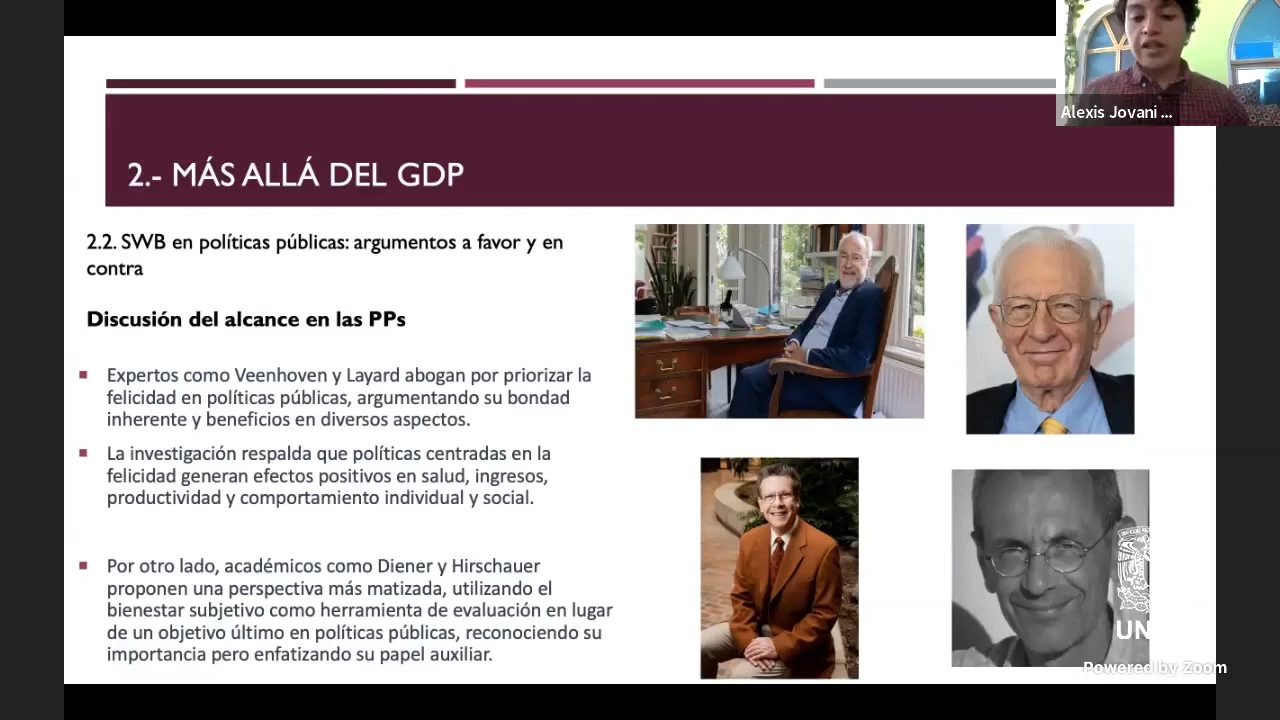 Alexis Jovani ...
2.- MÁS ALLÁ DEL GDP
2.2. SWB en políticas públicas: argumentos a favor y en
contra
Discusión del alcance en las PPs
Expertos como Veenhoven y Layard abogan por priorizar la
felicidad en políticas públicas, argumentando su bondad
inherente y beneficios en diversos aspectos.
La investigación respalda que políticas centradas en la
felicidad generan efectos positivos en salud, ingresos,
productividad y comportamiento individual y social.
Por otro lado, académicos como Diener y Hirschauer
proponen una perspectiva más matizada, utilizando el
bienestar subjetivo como herramienta de evaluación en lugar
de un objetivo último en políticas públicas, reconociendo su
importancia pero enfatizando su papel auxiliar.
Powered by Zoom